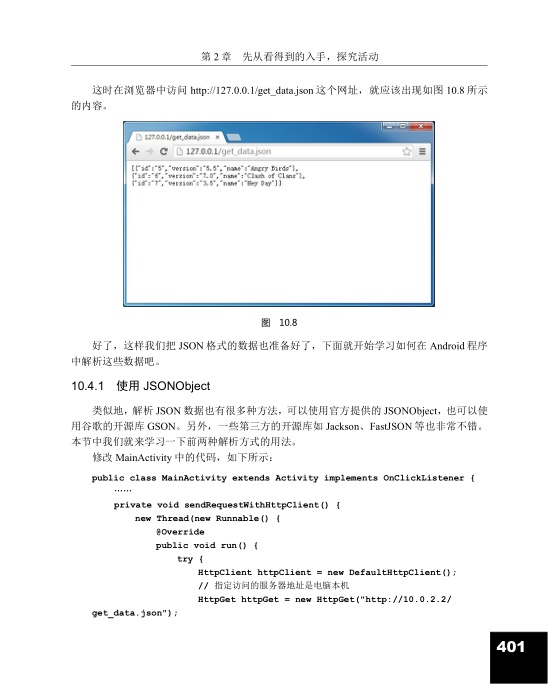 第 2 章 先从看得到的入手，探究活动
这时在浏览器中访问 http://127.0.0.1/get_data.json 这个网址，就应该出现如图 10.8 所示
的内容。
127.0.0.1/get_data.json
127.0.0.1/get_data.json
[{"id":"5","version":"5.5","name":"Angry Birds"},
{"id":"6","version":"7.0","name":"Clash of Clans"},
{"id":"7","version":"3.5","name":"Hey Day"}]
图 10.8
好了，这样我们把 JSON 格式的数据也准备好了，下面就开始学习如何在 Android 程序
中解析这些数据吧。
10.4.1 使用 JSONObject
类似地，解析 JSON 数据也有很多种方法，可以使用官方提供的 JSONObject，也可以使
用谷歌的开源库 GSON。另外，一些第三方的开源库如 Jackson、FastJSON 等也非常不错。
本节中我们就来学习一下前两种解析方式的用法。
修改 MainActivity 中的代码，如下所示：
public class MainActivity extends Activity implements OnClickListener {
……
private void sendRequestWithHttpClient() {
new Thread(new Runnable() {
@Override
public void run() {
try {
HttpClient httpClient = new DefaultHttpClient();
// 指定访问的服务器地址是电脑本机
HttpGet httpGet = new HttpGet("http://10.0.2.2/
get_data.json");
401